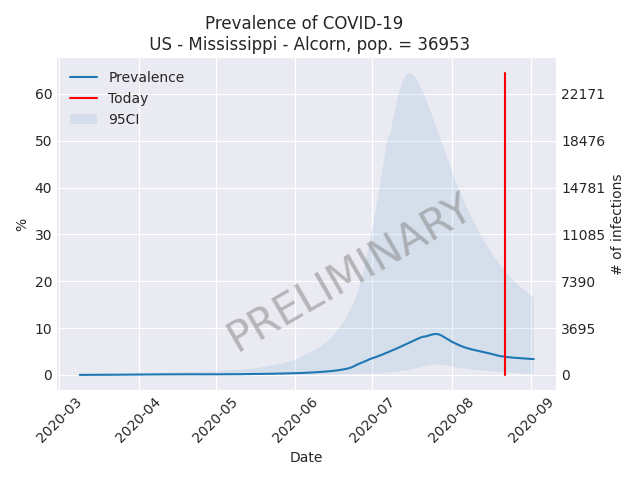 Prevalence of COVID-19
US - Mississippi - Alcorn, pop. = 36953
Prevalence
Today
95CI
60
50
40
30
20
10
0
%
22171
18476
14781
11085
7390
3695
0
# of infections
PRELIMINARY
2020-03
2020-04
2020-05
2020-06
2020-07
2020-08
2020-09
Date